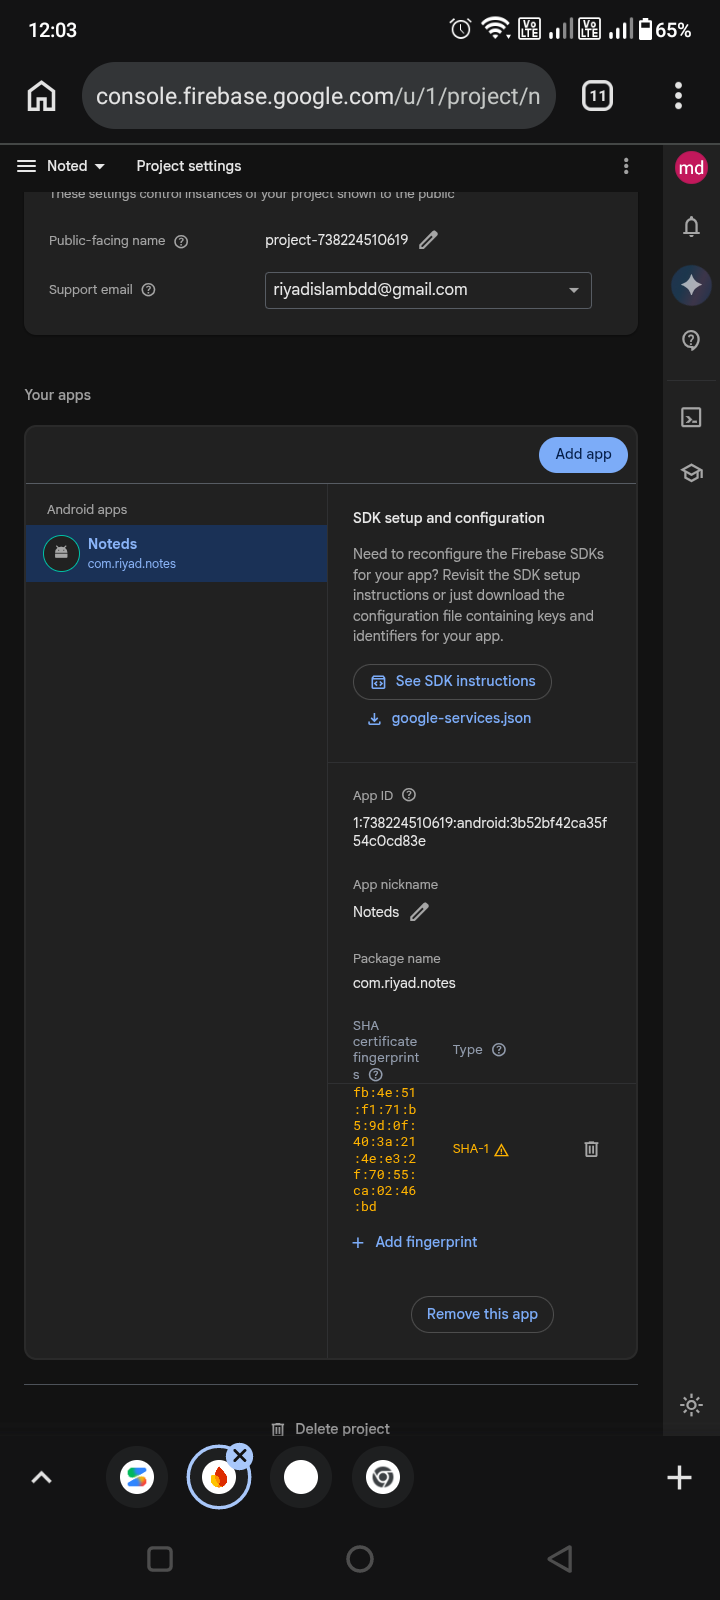 12:03
Vo LTE
Vo LTE
65%
console.firebase.google.com/u/1/project/n
11
Noted
Project settings
md
These settings control instances of your project shown to the public
Public-facing name
project-738224510619
Support email
riyadislambdd@gmail.com
Your apps
Add app
Android apps
Noteds
com.riyad.notes
SDK setup and configuration
Need to reconfigure the Firebase SDKs
for your app? Revisit the SDK setup
instructions or just download the
configuration file containing keys and
identifiers for your app.
See SDK instructions
google-services.json
App ID
1:738224510619:android:3b52bf42ca35f
54c0cd83e
App nickname
Noteds
Package name
com.riyad.notes
SHA
certificate
fingerprint
s
Type
fb:4e:51
:f1:71:b
5:9d:0f:
40:3a:21
:4e:e3:2
f:70:55:
ca:02:46
:bd
SHA-1
Add fingerprint
Remove this app
Delete project